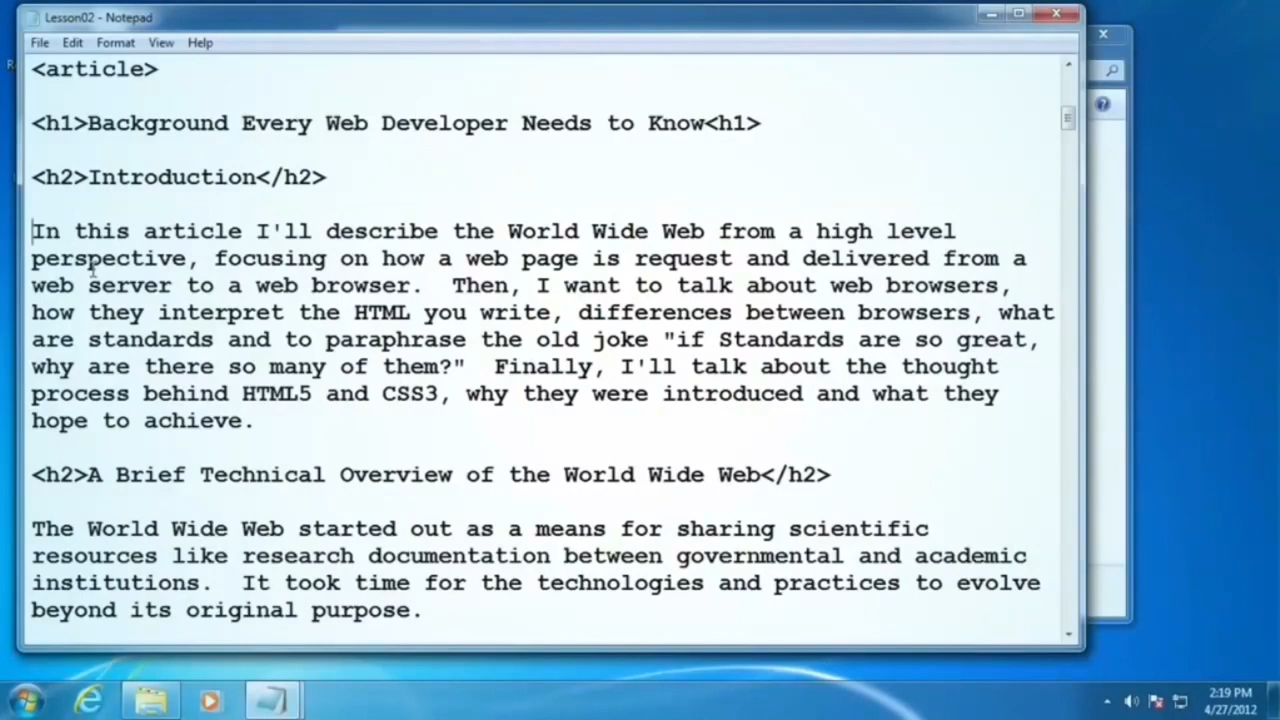 Lesson02 - Notepad
File Edit Format View Help
<article>
<h1>Background Every Web Developer Needs to Know<h1>
<h2>Introduction</h2>
In this article I'll describe the World Wide Web from a high level
perspective, focusing on how a web page is request and delivered from a
web server to a web browser.  Then, I want to talk about web browsers,
how they interpret the HTML you write, differences between browsers, what
are standards and to paraphrase the old joke "if Standards are so great,
why are there so many of them?"  Finally, I'll talk about the thought
process behind HTML5 and CSS3, why they were introduced and what they
hope to achieve.
<h2>A Brief Technical Overview of the World Wide Web</h2>
The World Wide Web started out as a means for sharing scientific
resources like research documentation between governmental and academic
institutions.  It took time for the technologies and practices to evolve
beyond its original purpose.
2:19 PM
4/27/2012